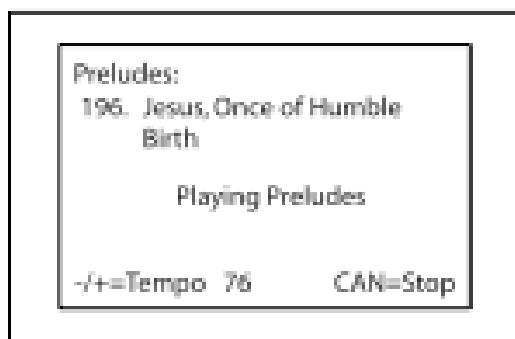 Preludes:
196. Jesus, Once of Humble
Birth
Playing Preludes
-/+=Tempo 76 CAN=Stop